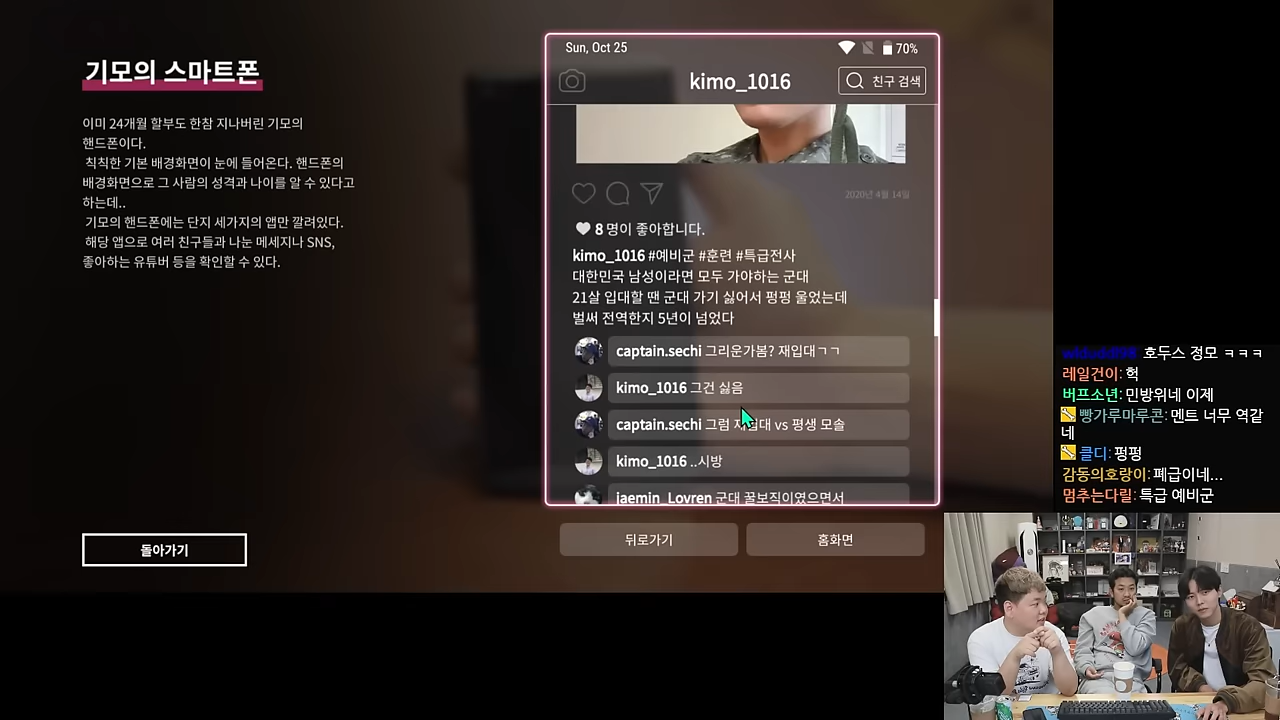 기모의 스마트폰
이미 24개월 할부도 한참 지나버린 기모의
핸드폰이다.
칙칙한 기본 배경화면이 눈에 들어온다. 핸드폰의
배경화면으로 그 사람의 성격과 나이를 알 수 있다고
하는데..
기모의 핸드폰에는 단지 세가지의 앱만 깔려있다.
해당 앱으로 여러 친구들과 나눈 메세지나 SNS,
좋아하는 유튜버 등을 확인할 수 있다.
돌아가기
Sun, Oct 25
70%
kimo_1016
친구 검색
2020년 4월 14일
8 명이 좋아합니다.
kimo_1016 #예비군 #훈련 #특급전사
대한민국 남성이라면 모두 가야하는 군대
21살 입대할 땐 군대 가기 싫어서 펑펑 울었는데
벌써 전역한지 5년이 넘었다
captain.sechi 그리운가봄? 재입대ㄱㄱ
kimo_1016 그건 싫음
captain.sechi 그럼 재입대 vs 평생 모솔
kimo_1016 ..시방
jaemin_Lovren 군대 꿀보직이였으면서
뒤로가기
홈화면
호두스 정모 ㅋㅋㅋ
레일건이: 헉
버프소년: 민방위네 이제
빵가루마루콘: 멘트 너무 역같
네
클디: 펑펑
감동의호랑이: 폐급이네...
멈추는다릴: 특급 예비군